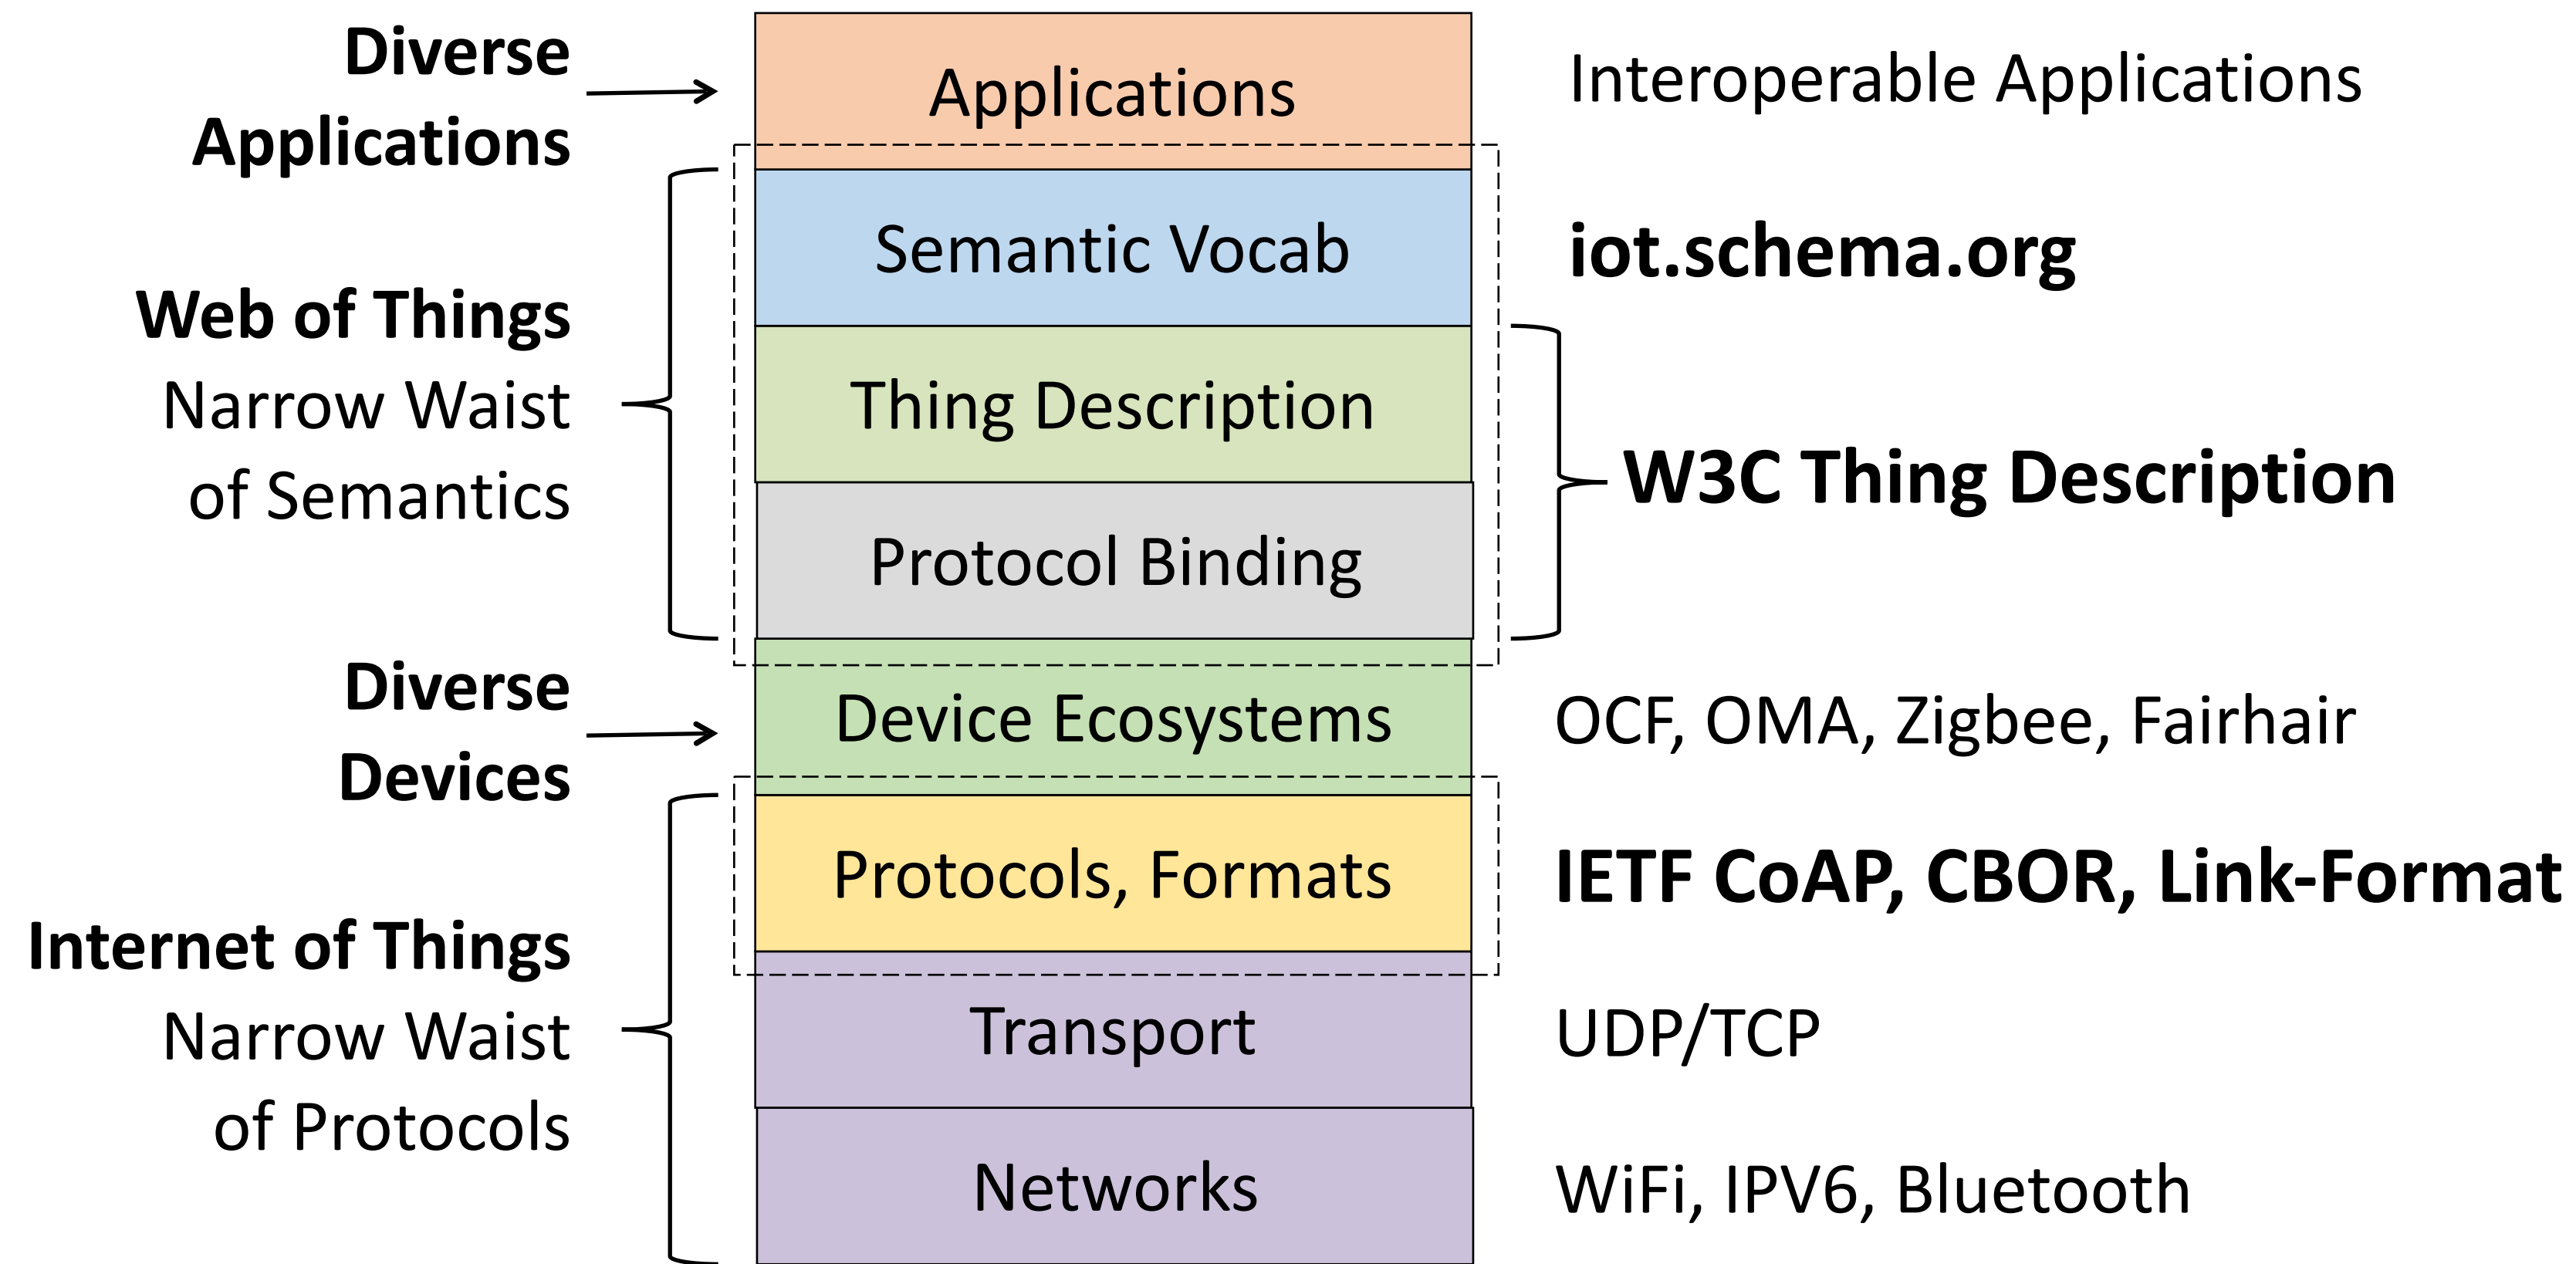 Diverse
Applications
Applications
Interoperable Applications
Semantic Vocab
iot.schema.org
Web of Things
Narrow Waist
of Semantics
Thing Description
W3C Thing Description
Protocol Binding
Diverse
Devices
Device Ecosystems
OCF, OMA, Zigbee, Fairhair
Protocols, Formats
IETF CoAP, CBOR, Link-Format
Internet of Things
Narrow Waist
of Protocols
Transport
UDP/TCP
Networks
WiFi, IPV6, Bluetooth